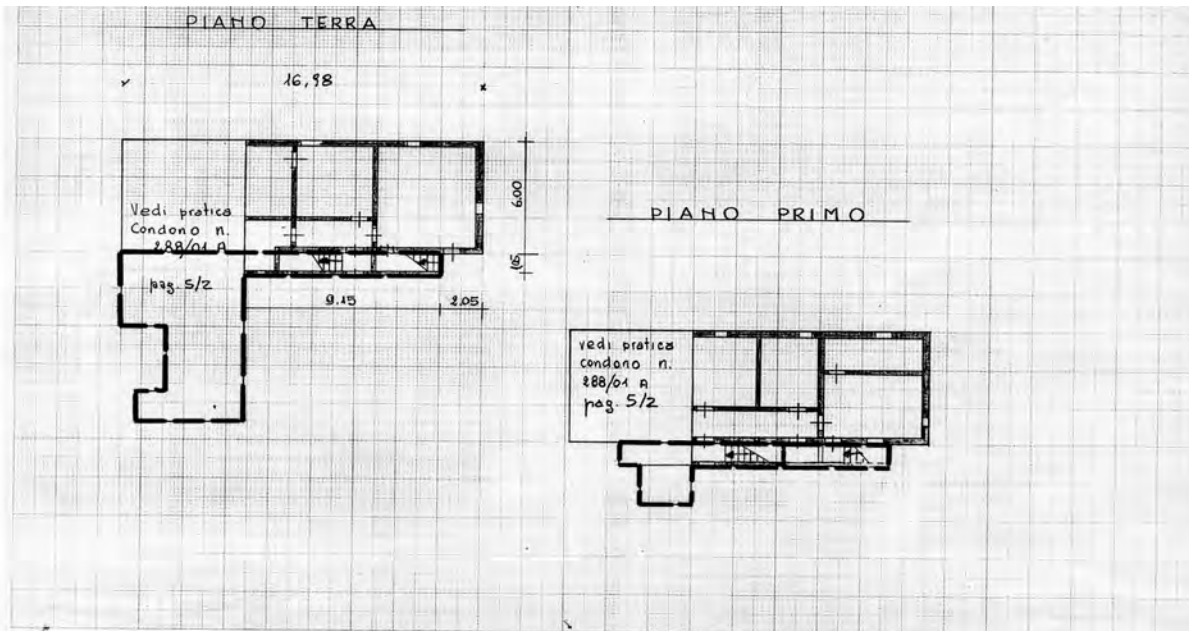 PIANO TERRA
16,98
6.00
Vedi pratica
Condono n.
288/01 A
pag. 5/2
9.15
2.05
PIANO PRIMO
vedi pratica
condono n.
288/01 A
pag. 5/2